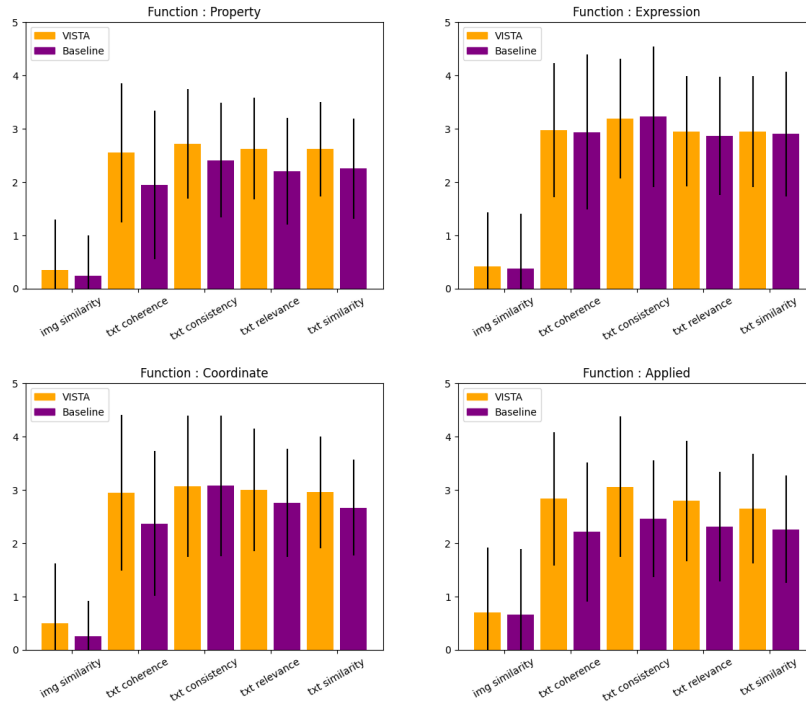 Function : Property
5
4
3
2
1
0
VISTA
Baseline
img similarity
txt coherence
txt consistency
txt relevance
txt similarity
Function : Expression
5
4
3
2
1
0
VISTA
Baseline
img similarity
txt coherence
txt consistency
txt relevance
txt similarity
Function : Coordinate
5
4
3
2
1
0
VISTA
Baseline
img similarity
txt coherence
txt consistency
txt relevance
txt similarity
Function : Applied
5
4
3
2
1
0
VISTA
Baseline
img similarity
txt coherence
txt consistency
txt relevance
txt similarity